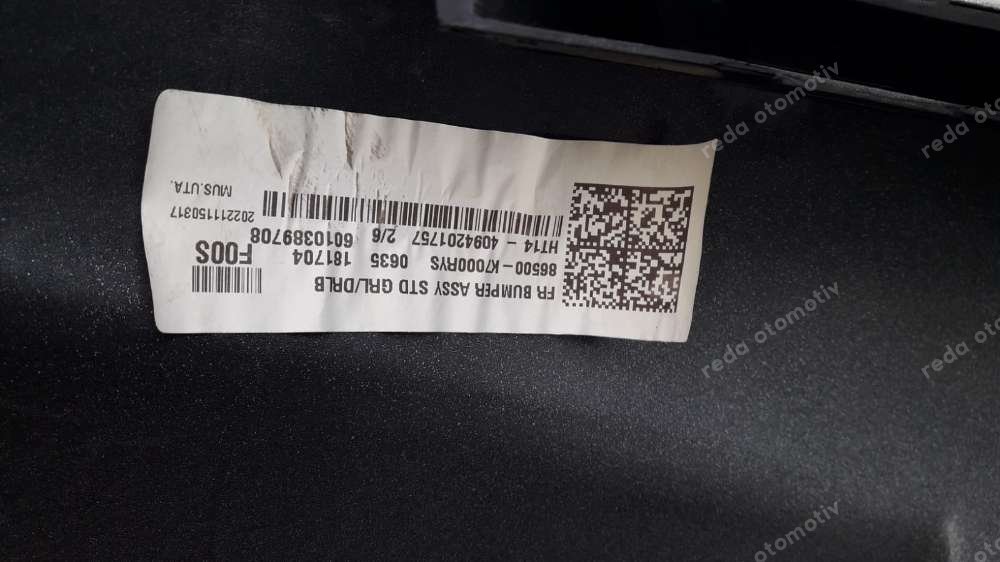 FR BUMPER ASSY STD GRL/DRLB
86500-K7000RYS 0635 181704 F00S
HT14 - 4094201757 2/6 6010389708
202211150317
MUS.UTA.
reda otomotiv
reda otomotiv
reda otomotiv
reda otomotiv
reda otomotiv